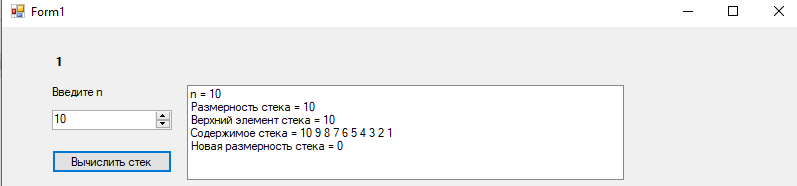 Form1
1
Введите n
10
Вычислить стек
n = 10
Размерность стека = 10
Верхний элемент стека = 10
Содержимое стека = 10 9 8 7 6 5 4 3 2 1
Новая размерность стека = 0